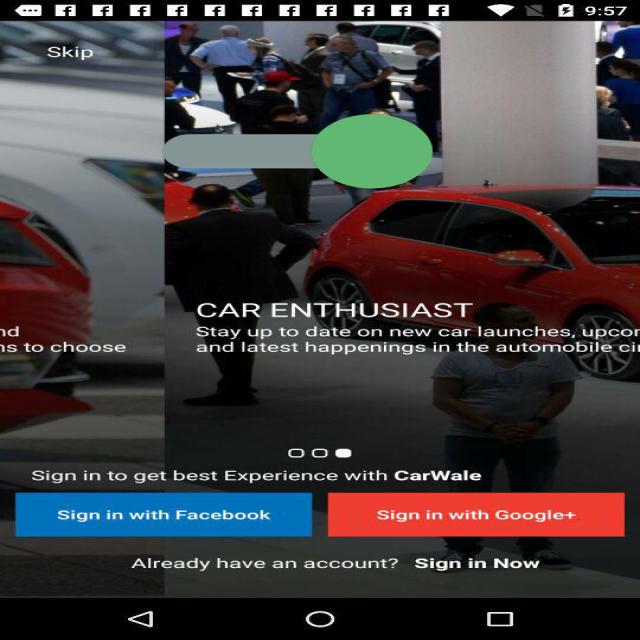 9:57
Skip
CAR ENTHUSIAST
nd
Stay up to date on new car launches, upcor
ns to choose
and latest happenings in the automobile ci
Sign in to get best Experience with CarWale
Sign in with Facebook
Sign in with Google+
Already have an account? Sign in Now